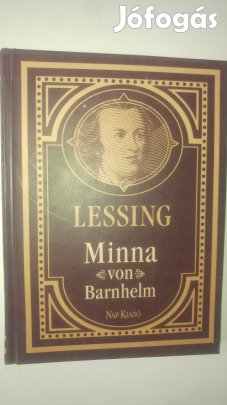 Jófogás
LESSING
Minna
von
Barnhelm
NAP KIADÓ